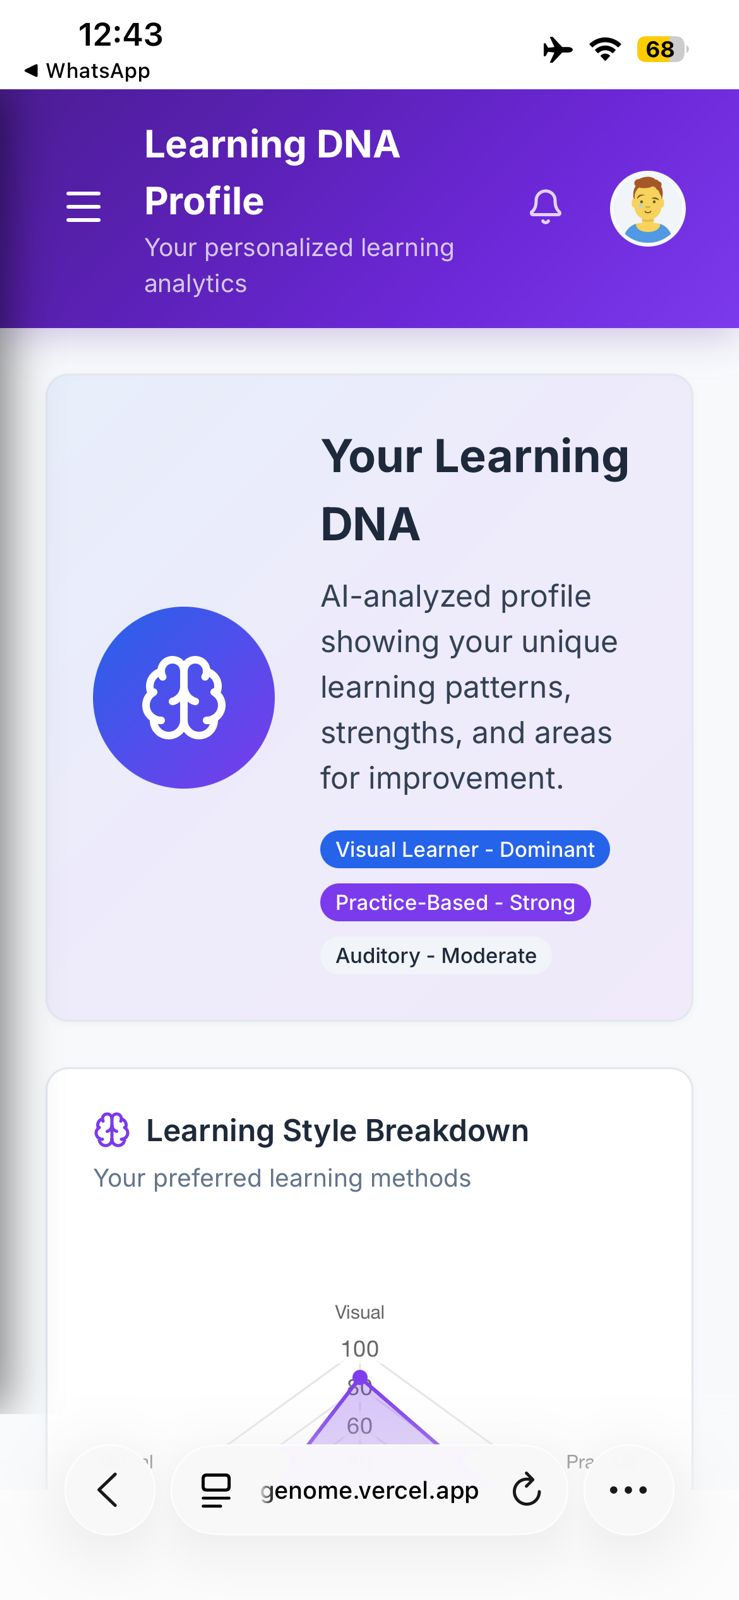 12:43
68
◀ WhatsApp
Learning DNA
Profile
Your personalized learning
analytics
Your Learning
DNA
AI-analyzed profile
showing your unique
learning patterns,
strengths, and areas
for improvement.
Visual Learner - Dominant
Practice-Based - Strong
Auditory - Moderate
Learning Style Breakdown
Your preferred learning methods
Visual
100
80
60
genome.vercel.app